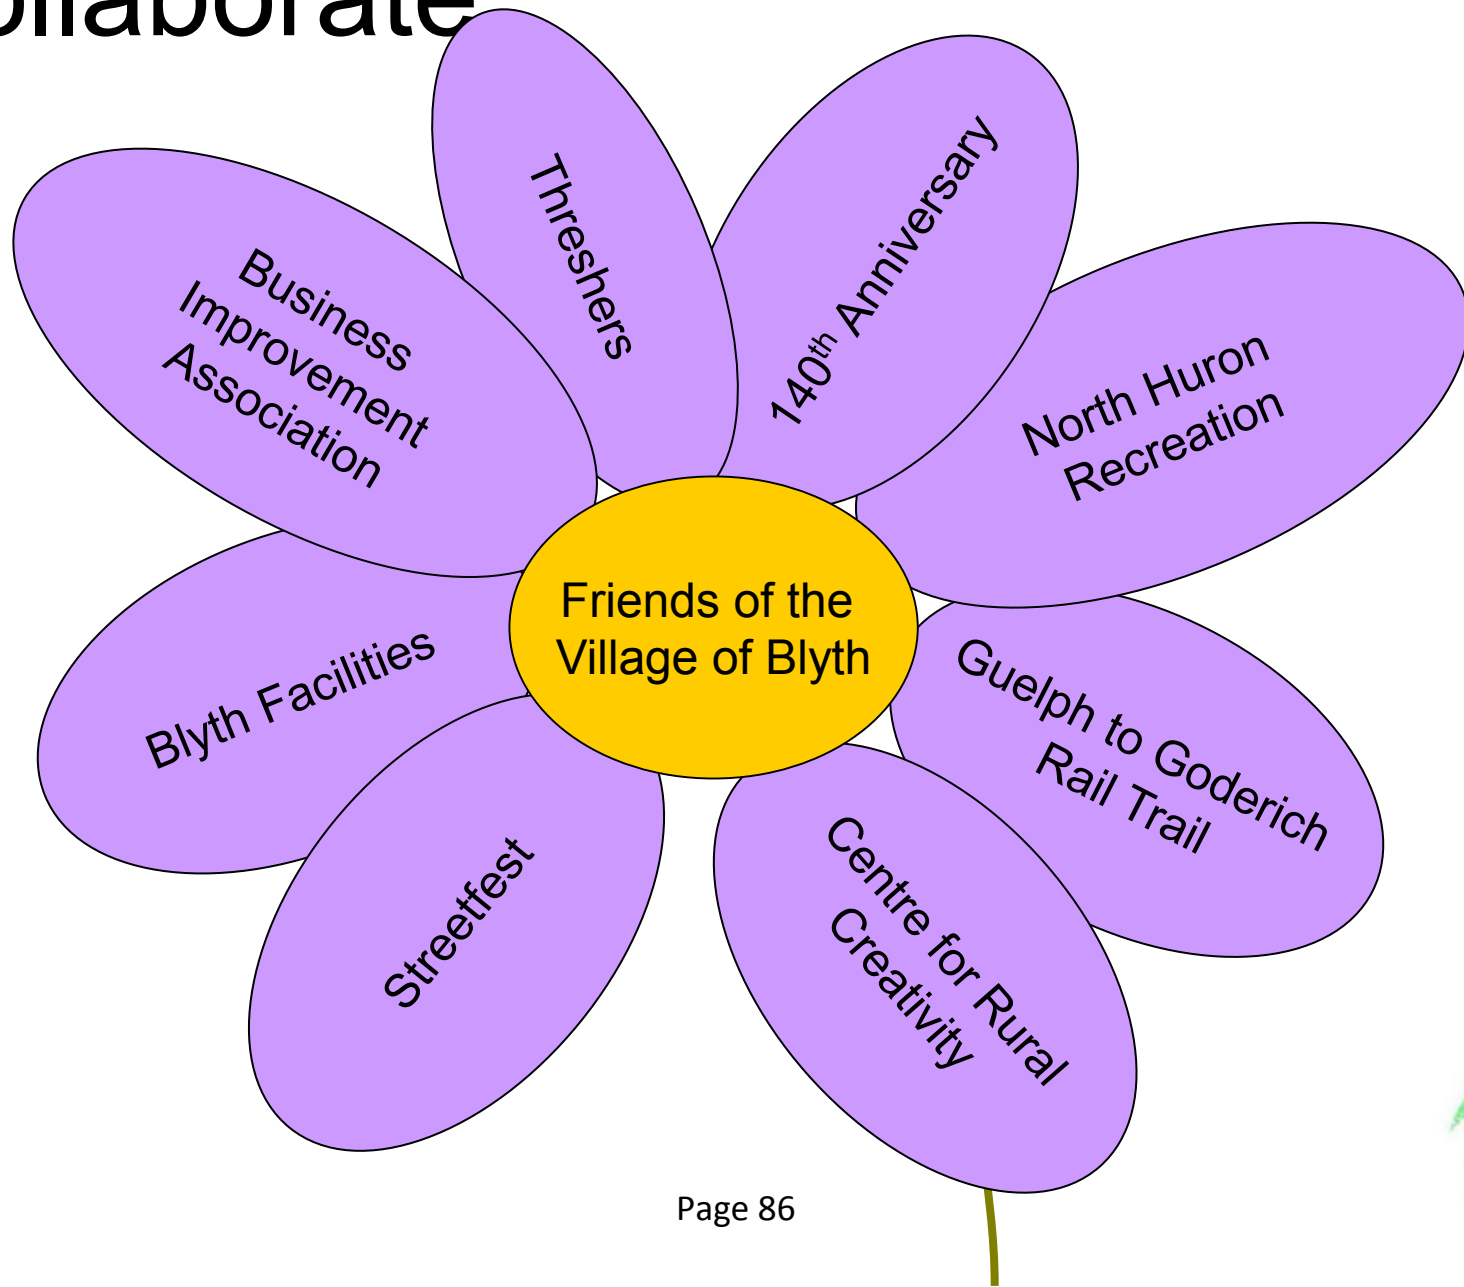 ollaborate
Threshers
140th Anniversary
Business
Improvement
Association
North Huron
Recreation
Friends of the
Village of Blyth
Blyth Facilities
Guelph to Goderich
Rail Trail
Streetfest
Centre for Rural
Creativity
Page 86